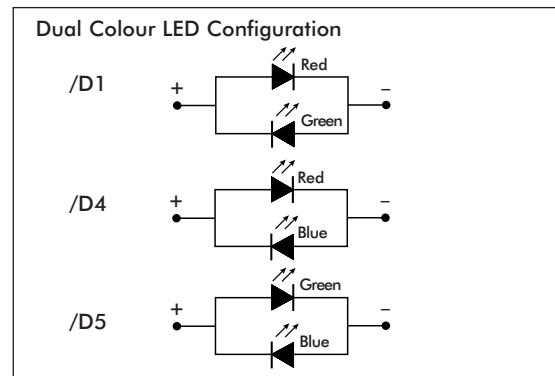 Dual Colour LED Configuration
Red
/D1
+
–
Green
Red
/D4
+
–
Blue
Green
/D5
+
–
Blue